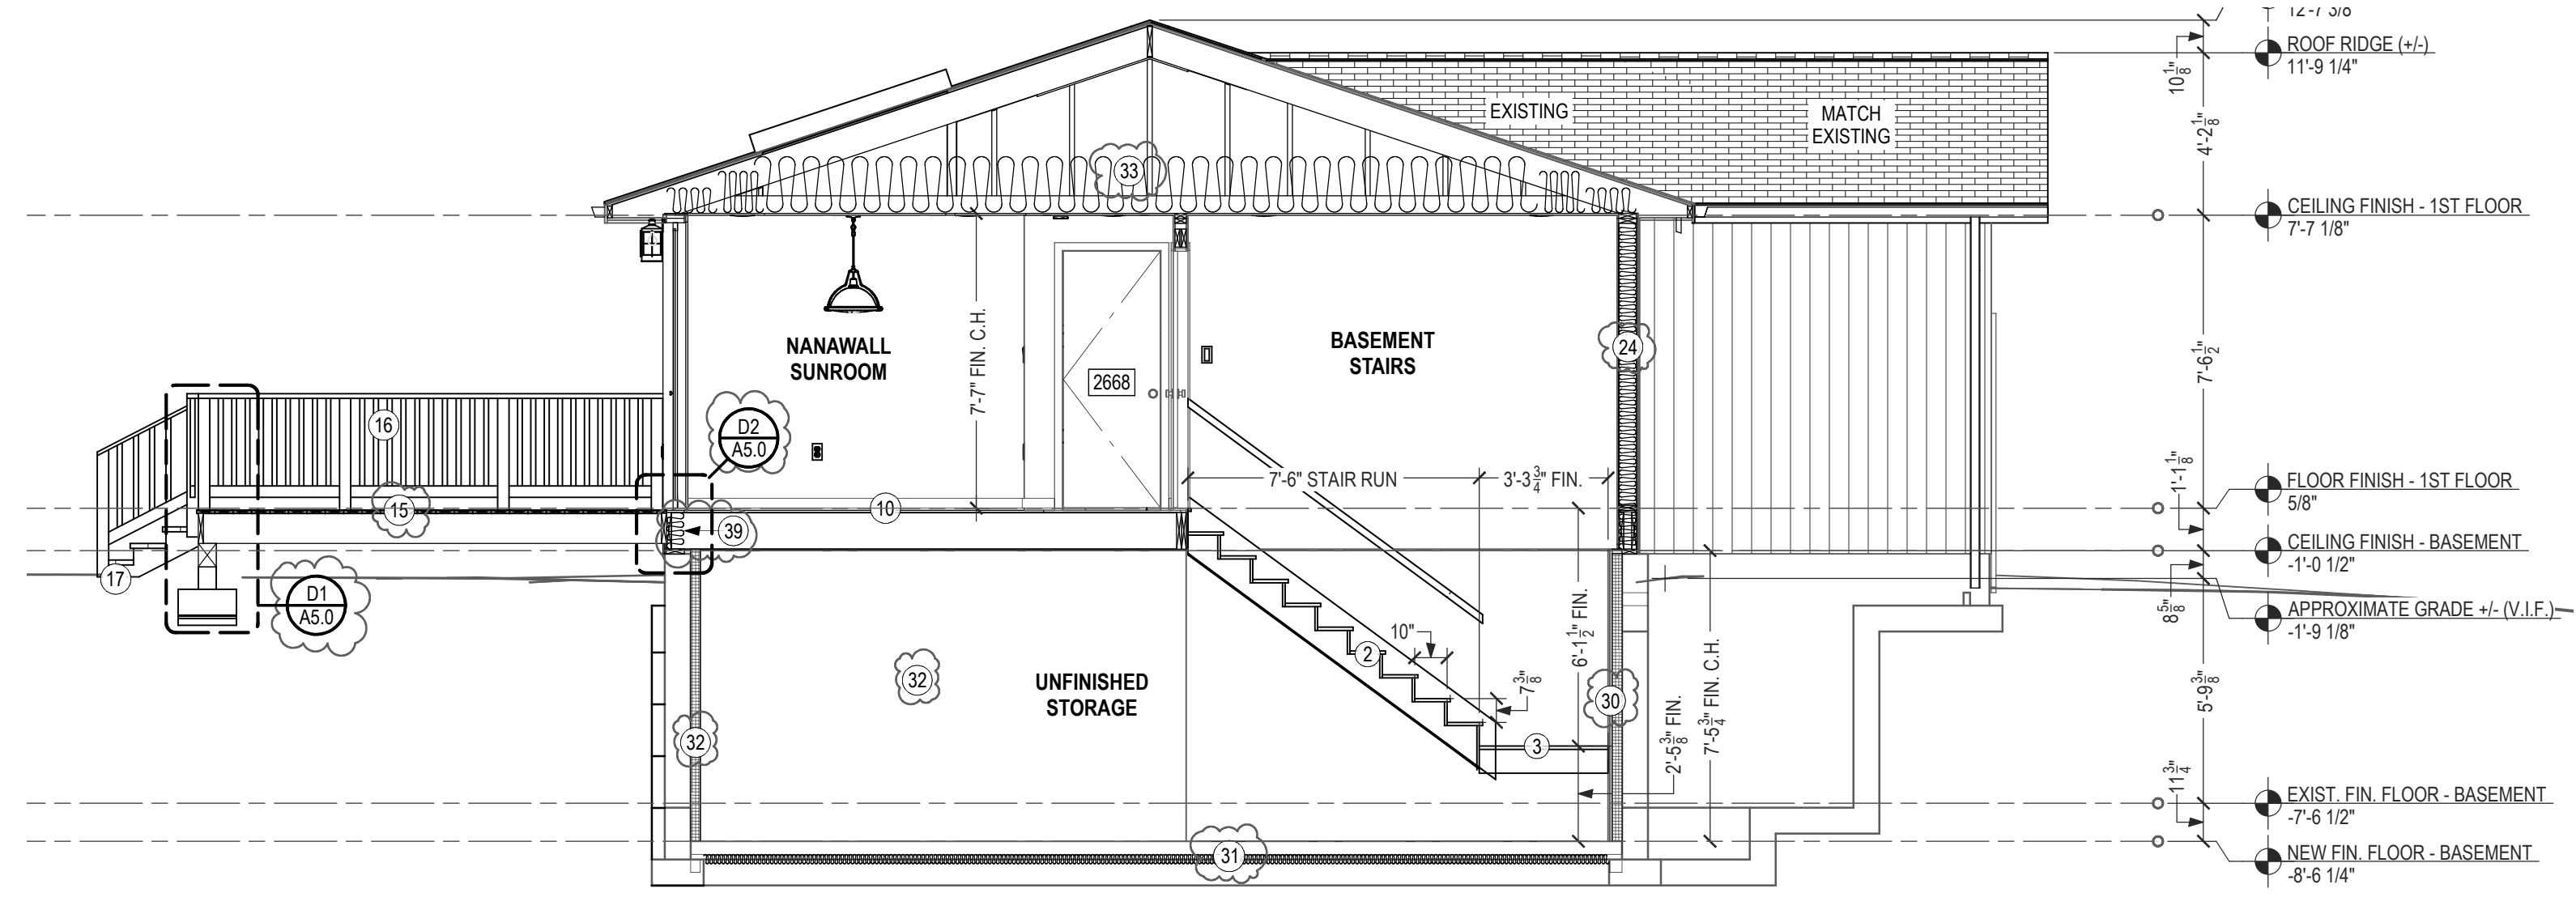 12'-7 3/8
ROOF RIDGE (+/-)
11'-9 1/4"
10 1/8"
EXISTING
MATCH
EXISTING
4'-2 1/8"
33
CEILING FINISH - 1ST FLOOR
7'-7 1/8"
NANAWALL
SUNROOM
7'-7" FIN. C.H.
2668
BASEMENT
STAIRS
24
7'-6 1/2"
16
D2
A5.0
7'-6" STAIR RUN
3'-3 3/4" FIN.
1'-1 1/8"
FLOOR FINISH - 1ST FLOOR
5/8"
15
10
39
CEILING FINISH - BASEMENT
-1'-0 1/2"
17
D1
A5.0
8 5/8"
APPROXIMATE GRADE +/- (V.I.F.)
-1'-9 1/8"
10"
2
6'-1 1/2" FIN.
UNFINISHED
STORAGE
32
7 3/8"
30
2'-5 3/8" FIN.
7'-5 3/4" FIN. C.H.
5'-9 3/8"
32
3
11 3/4"
EXIST. FIN. FLOOR - BASEMENT
-7'-6 1/2"
31
NEW FIN. FLOOR - BASEMENT
-8'-6 1/4"